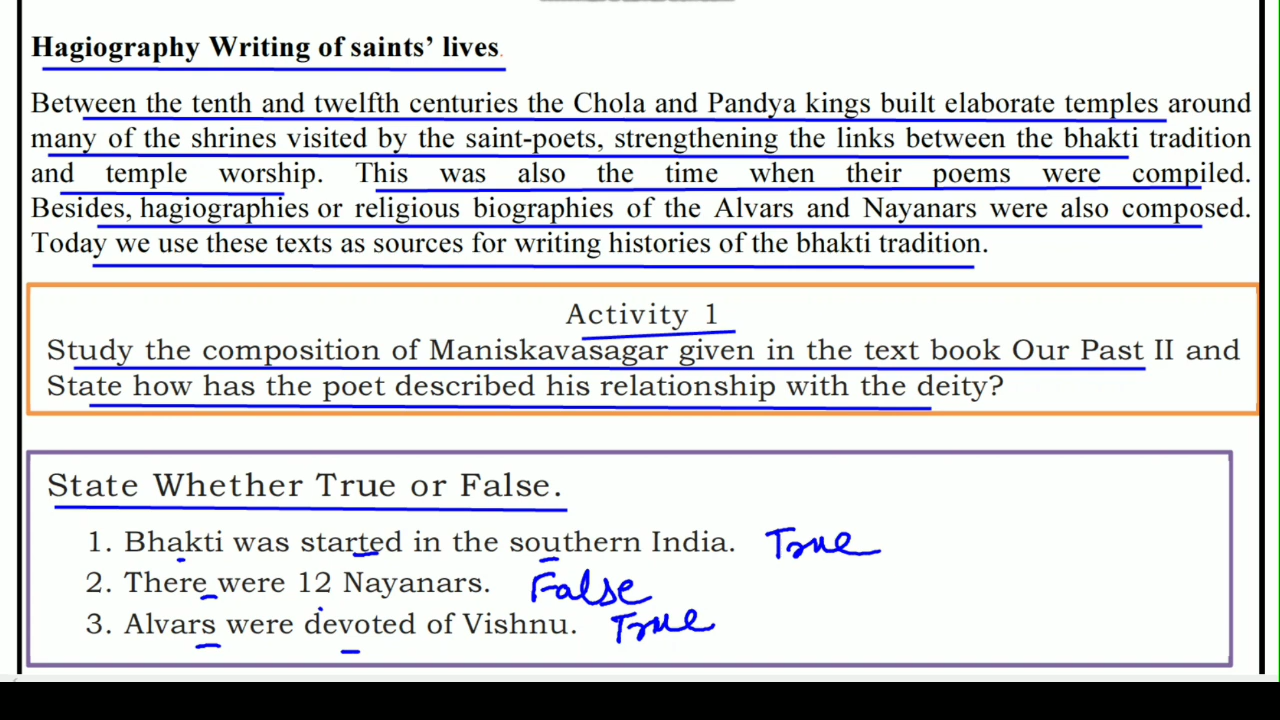 Hagiography Writing of saints’ lives.
Between the tenth and twelfth centuries the Chola and Pandya kings built elaborate temples around
many of the shrines visited by the saint-poets, strengthening the links between the bhakti tradition
and temple worship. This was also the time when their poems were compiled.
Besides, hagiographies or religious biographies of the Alvars and Nayanars were also composed.
Today we use these texts as sources for writing histories of the bhakti tradition.
Activity 1
Study the composition of Maniskavasagar given in the text book Our Past II and
State how has the poet described his relationship with the deity?
State Whether True or False.
1. Bhakti was started in the southern India. True
2. There were 12 Nayanars. False
3. Alvars were devoted of Vishnu. True